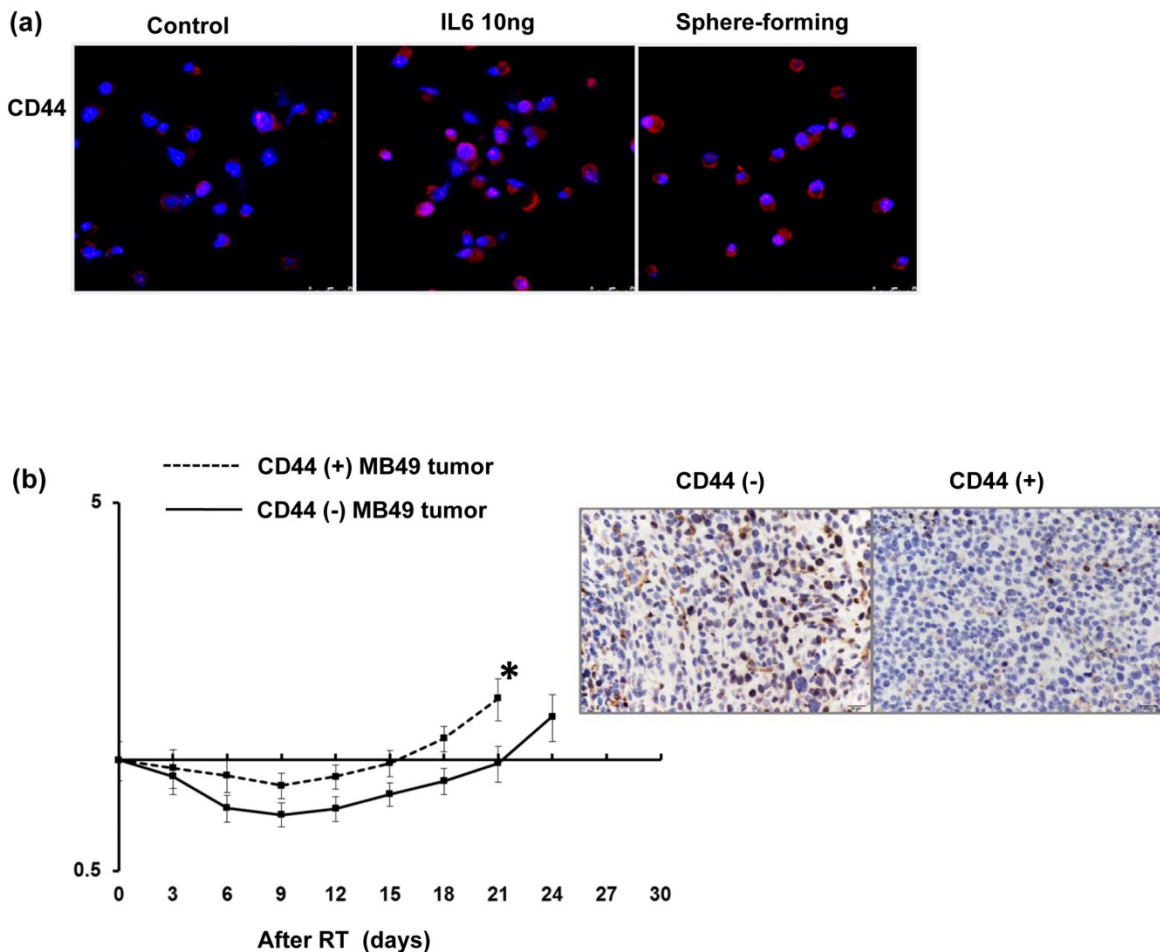 (a)
Control
IL6 10ng
Sphere-forming
CD44
(b)
CD44 (+) MB49 tumor
CD44 (-) MB49 tumor
CD44 (-)
CD44 (+)
5
*
0.5
0 3 6 9 12 15 18 21 24 27 30
After RT (days)